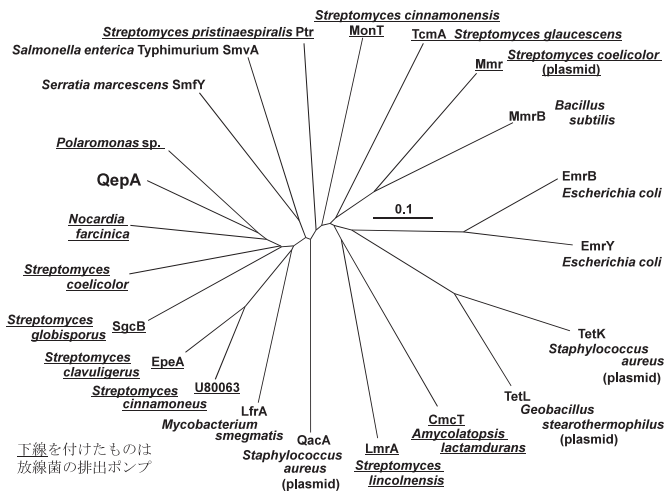 Streptomyces cinnamonensis
MonT
Streptomyces pristinaespiralis Ptr
TcmA Streptomyces glaucescens
Salmonella enterica Typhimurium SmvA
Mmr Streptomyces coelicolor
(plasmid)
Serratia marcescens SmfY
MmrB Bacillus
subtilis
Polaromonas sp.
QepA
EmrB
Escherichia coli
0.1
Nocardia
farcinica
EmrY
Escherichia coli
Streptomyces
coelicolor
Streptomyces
globisporus SgcB
TetK
Staphylococcus
aureus
(plasmid)
Streptomyces
clavuligerus EpeA
Streptomyces
cinnamoneus U80063
TetL
Geobacillus
stearothermophilus
(plasmid)
LfrA
Mycobacterium
smegmatis
CmcT
Amycolatopsis
lactamdurans
QacA
Staphylococcus
aureus
(plasmid)
LmrA
Streptomyces
lincolnensis
下線を付けたものは
放線菌の排出ポンプ